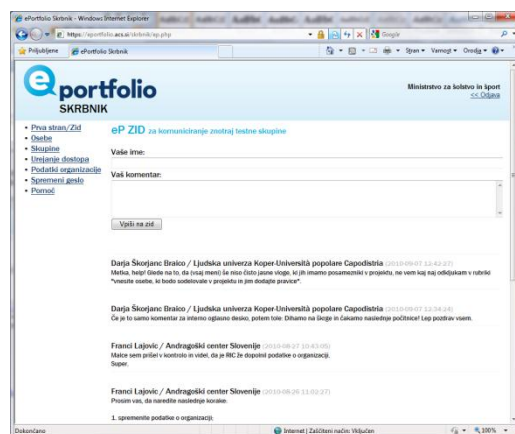 ePortfolio Skrbnik - Windows Internet Explorer
Google
Priljubljene
ePortfolio Skrbnik
Stran
Varnost
Orodja
eportfolio
SKRBNIK
Ministrstvo za šolstvo in šport
<< Odjava
Prva stran/Zid
Osebe
Skupine
Urejanje dostopa
Podatki organizacije
Spremeni geslo
Pomoč
eP ZID za komuniciranje znotraj testne skupine
Vaše ime:
Vaš komentar:
Vpiši na zid
Darja Škorjanc Braico / Ljudska univerza Koper-Università popolare Capodistria (2010-09-07 12:42:27)
Metka, help! Glede na to, da (vsaj meni) še niso čisto jasne vloge, ki jih imamo posamezniki v projektu, ne vem kaj naj odkljukam v rubriki
"vnesite osebe, ki bodo sodelovale v projektu in jim dodajte pravice".
Darja Škorjanc Braico / Ljudska univerza Koper-Università popolare Capodistria (2010-09-07 12:34:24)
Če je to samo komentar za interno oglasno desko, potem tole: Dihamo na škrge in čakamo naslednje počitnice! Lep pozdrav vsem.
Franci Lajovic / Andragoški center Slovenije (2010-08-27 10:43:05)
Malce sem prišel v kontrolo in videl, da je RIC že dopolnil podatke o organizaciji.
Super.
Franci Lajovic / Andragoški center Slovenije (2010-08-26 11:02:27)
Prosim vas, da naredite naslednje korake:
1. spremenite podatke o organizaciji;
Dokončano
Internet | Zaščiteni način: Vključen
100%